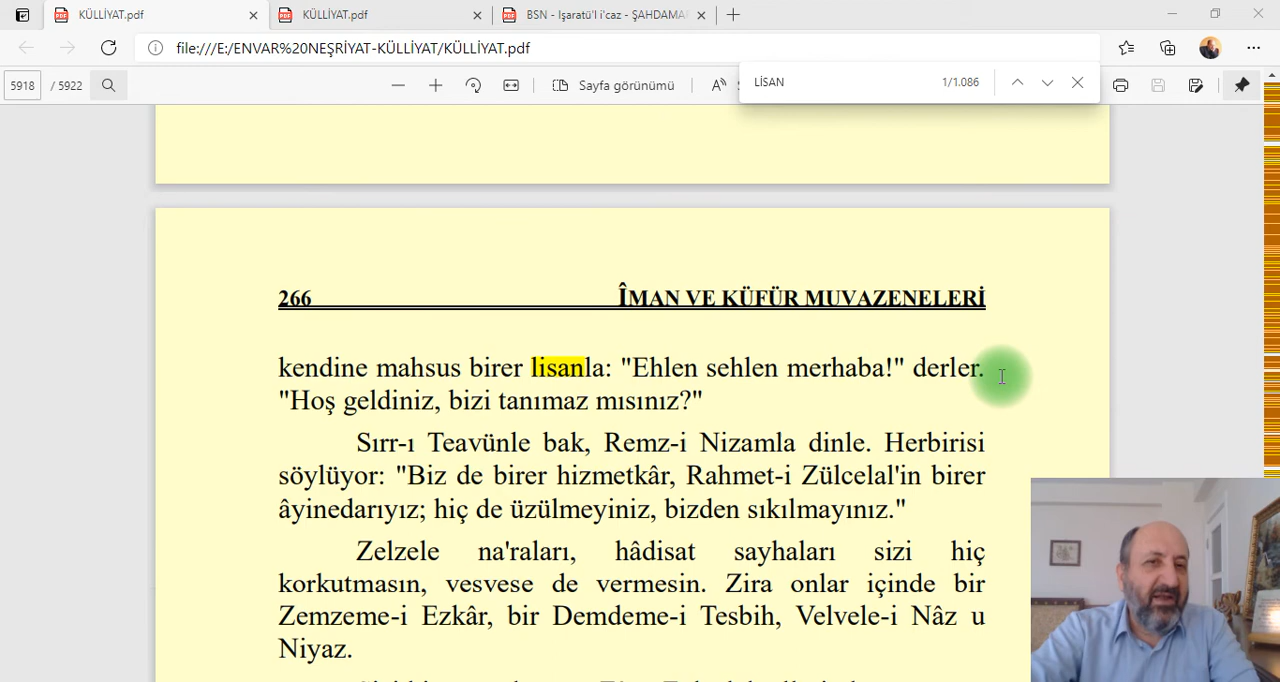 KÜLLİYAT.pdf
KÜLLİYAT.pdf
BSN - Işaratü'l i'caz - ŞAHDAMA
file:///E:/ENVAR%20NEŞRİYAT-KÜLLİYAT/KÜLLİYAT.pdf
5918 / 5922
Sayfa görünümü
LİSAN 1/1.086
266 ÎMAN VE KÜFÜR MUVAZENELERİ
kendine mahsus birer lisanla: "Ehlen sehlen merhaba!" derler.
"Hoş geldiniz, bizi tanımaz mısınız?"
Sırr-ı Teavünle bak, Remz-i Nizamla dinle. Herbirisi
söylüyor: "Biz de birer hizmetkâr, Rahmet-i Zülcelal'in birer
âyinedarıyız; hiç de üzülmeyiniz, bizden sıkılmayınız."
Zelzele na'raları, hâdisat sayhaları sizi hiç
korkutmasın, vesvese de vermesin. Zira onlar içinde bir
Zemzeme-i Ezkâr, bir Demdeme-i Tesbih, Velvele-i Nâz u
Niyaz.